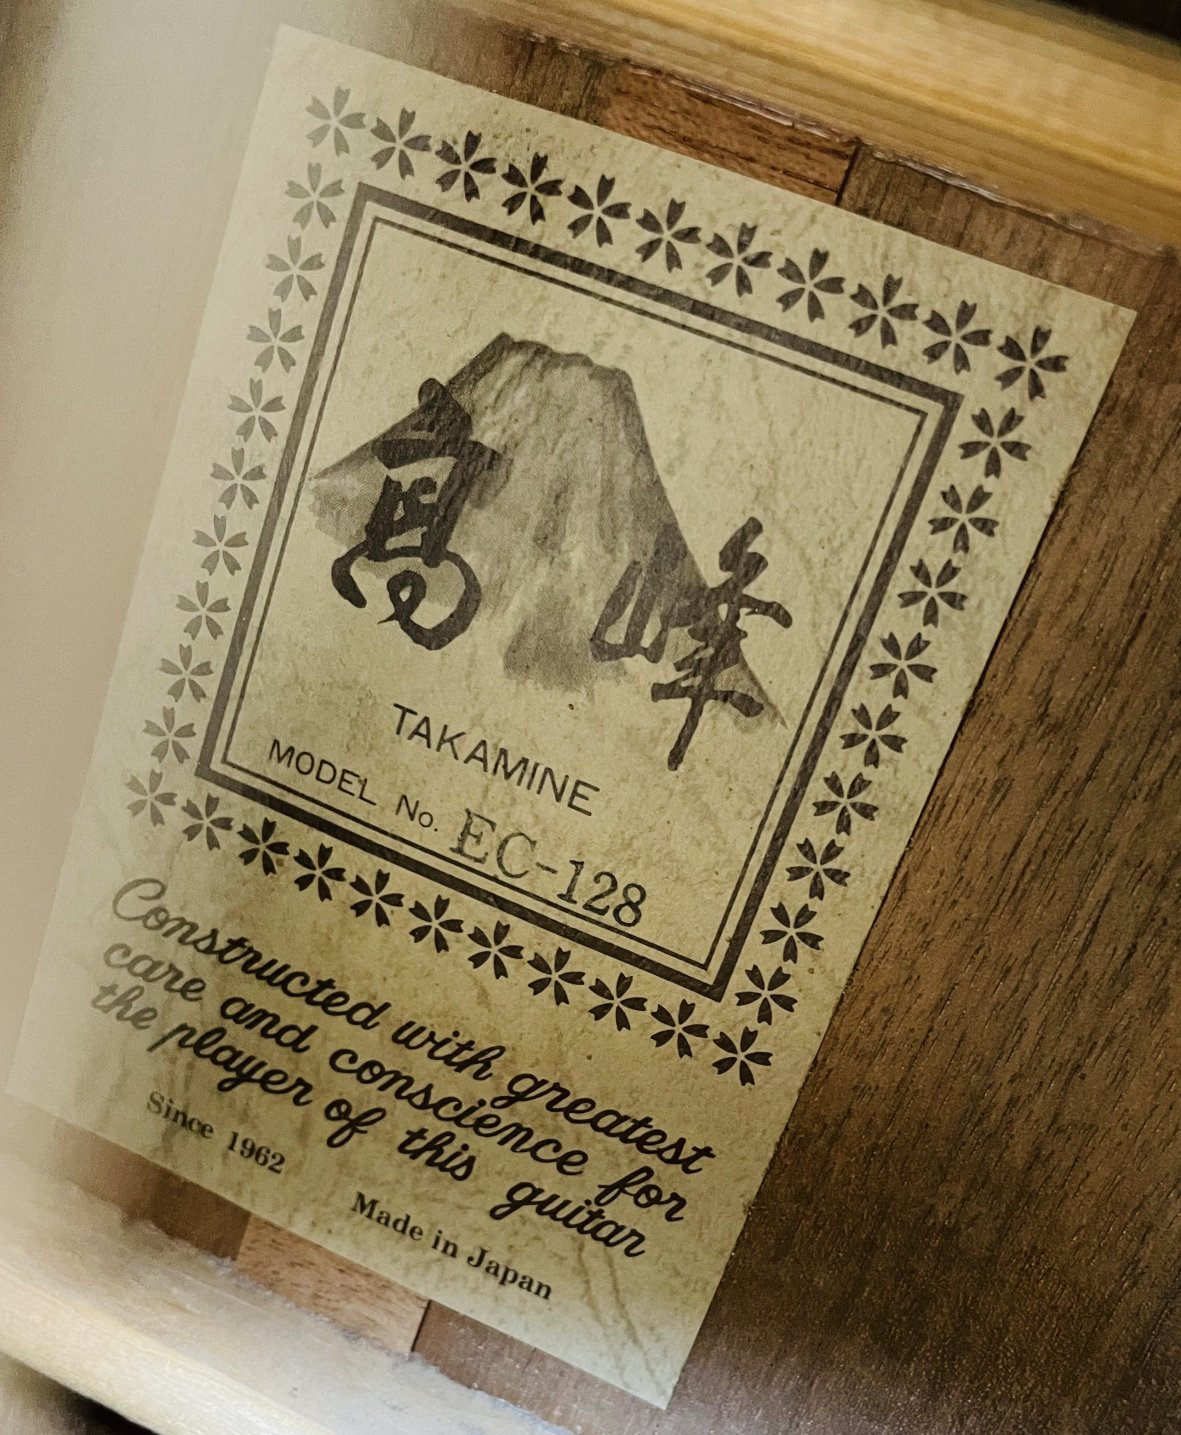 高峰
TAKAMINE
MODEL No. EC-128
Constructed with greatest
care and conscience for
the player of this guitar
Since 1962 Made in Japan